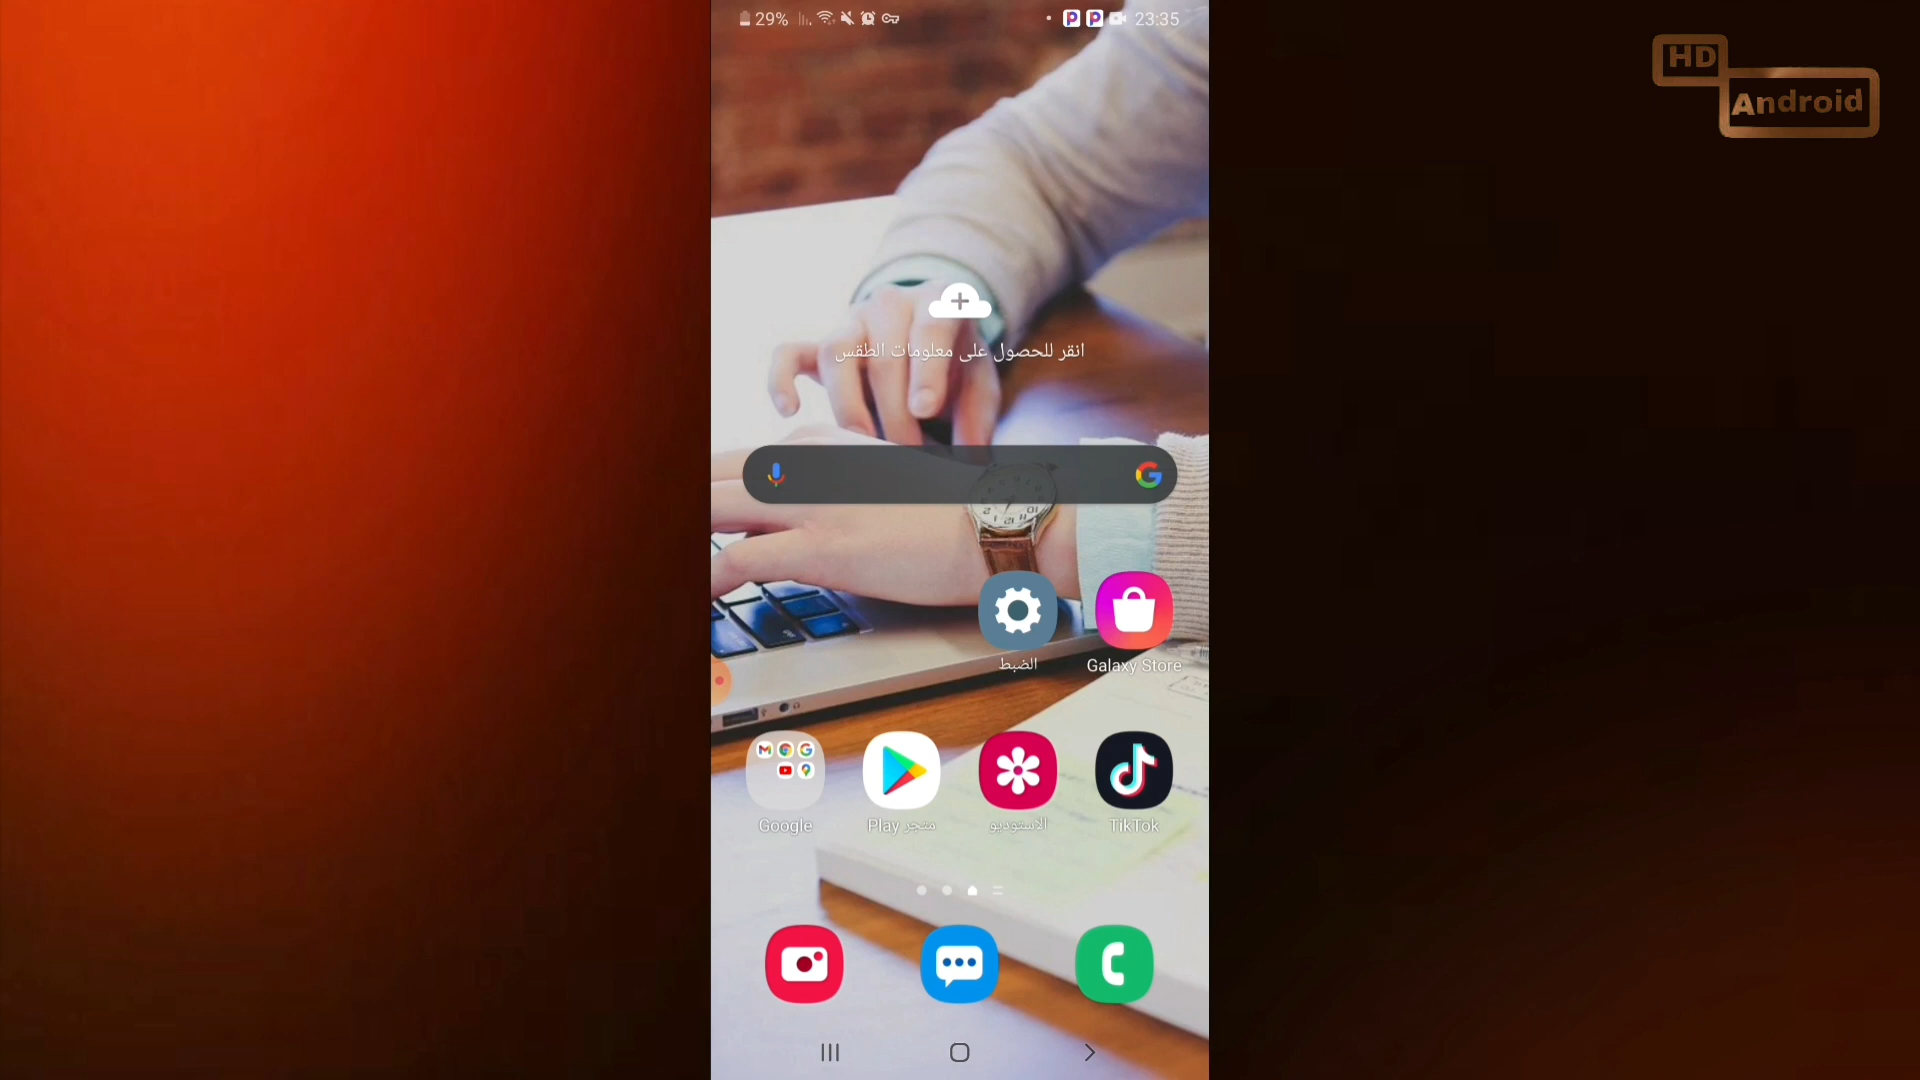 29%
23:35
HD
Android
انقر للحصول على معلومات الطقس
الضبط
Galaxy Store
Google
متجر Play
الاستوديو
TikTok